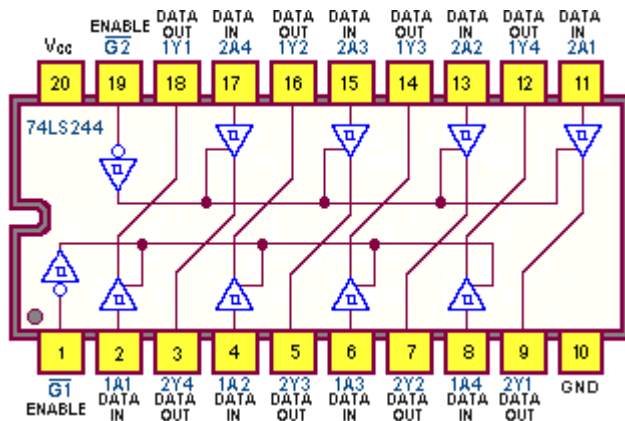 ENABLE DATA OUT DATA IN DATA OUT DATA IN DATA OUT DATA IN DATA OUT DATA IN
Vcc G2 1Y1 2A4 1Y2 2A3 1Y3 2A2 1Y4 2A1
20 19 18 17 16 15 14 13 12 11
74LS244
1 2 3 4 5 6 7 8 9 10
G1 1A1 2Y4 1A2 2Y3 1A3 2Y2 1A4 2Y1 GND
ENABLE DATA IN DATA OUT DATA IN DATA OUT DATA IN DATA OUT DATA IN DATA OUT